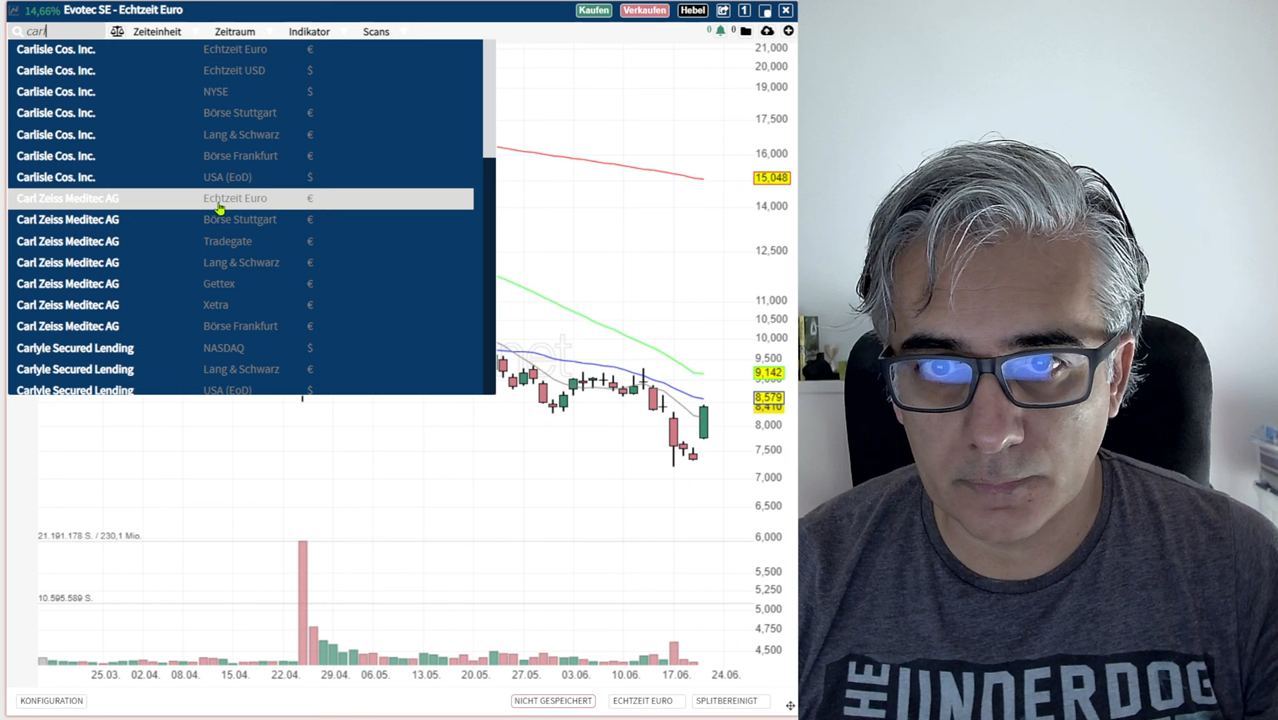 14,66% Evotec SE - Echtzeit Euro Kaufen Verkaufen Hebel 1
carl Zeiteinheit Zeitraum Indikator Scans 0 0
Carlisle Cos. Inc. Echtzeit Euro €
Carlisle Cos. Inc. Echtzeit USD $
Carlisle Cos. Inc. NYSE $
Carlisle Cos. Inc. Börse Stuttgart €
Carlisle Cos. Inc. Lang & Schwarz €
Carlisle Cos. Inc. Börse Frankfurt €
Carlisle Cos. Inc. USA (EoD) $
Carl Zeiss Meditec AG Echtzeit Euro €
Carl Zeiss Meditec AG Börse Stuttgart €
Carl Zeiss Meditec AG Tradegate €
Carl Zeiss Meditec AG Lang & Schwarz €
Carl Zeiss Meditec AG Gettex €
Carl Zeiss Meditec AG Xetra €
Carl Zeiss Meditec AG Börse Frankfurt €
Carlyle Secured Lending NASDAQ $
Carlyle Secured Lending Lang & Schwarz €
Carlyle Secured Lending USA (EoD) $
21,000
20,000
19,000
17,500
16,000
15,048
14,000
12,500
11,000
10,500
10,000
9,500
9,142
8,579
8,410
8,000
7,500
7,000
6,500
6,000
5,500
5,250
5,000
4,750
4,500
21.191.178 S. / 230,1 Mio.
10.595.589 S.
25.03. 02.04. 08.04. 15.04. 22.04. 29.04. 06.05. 13.05. 20.05. 27.05. 03.06. 10.06. 17.06. 24.06.
KONFIGURATION NICHT GESPEICHERT ECHTZEIT EURO SPLITBEREINIGT
HE
UNDERDOG